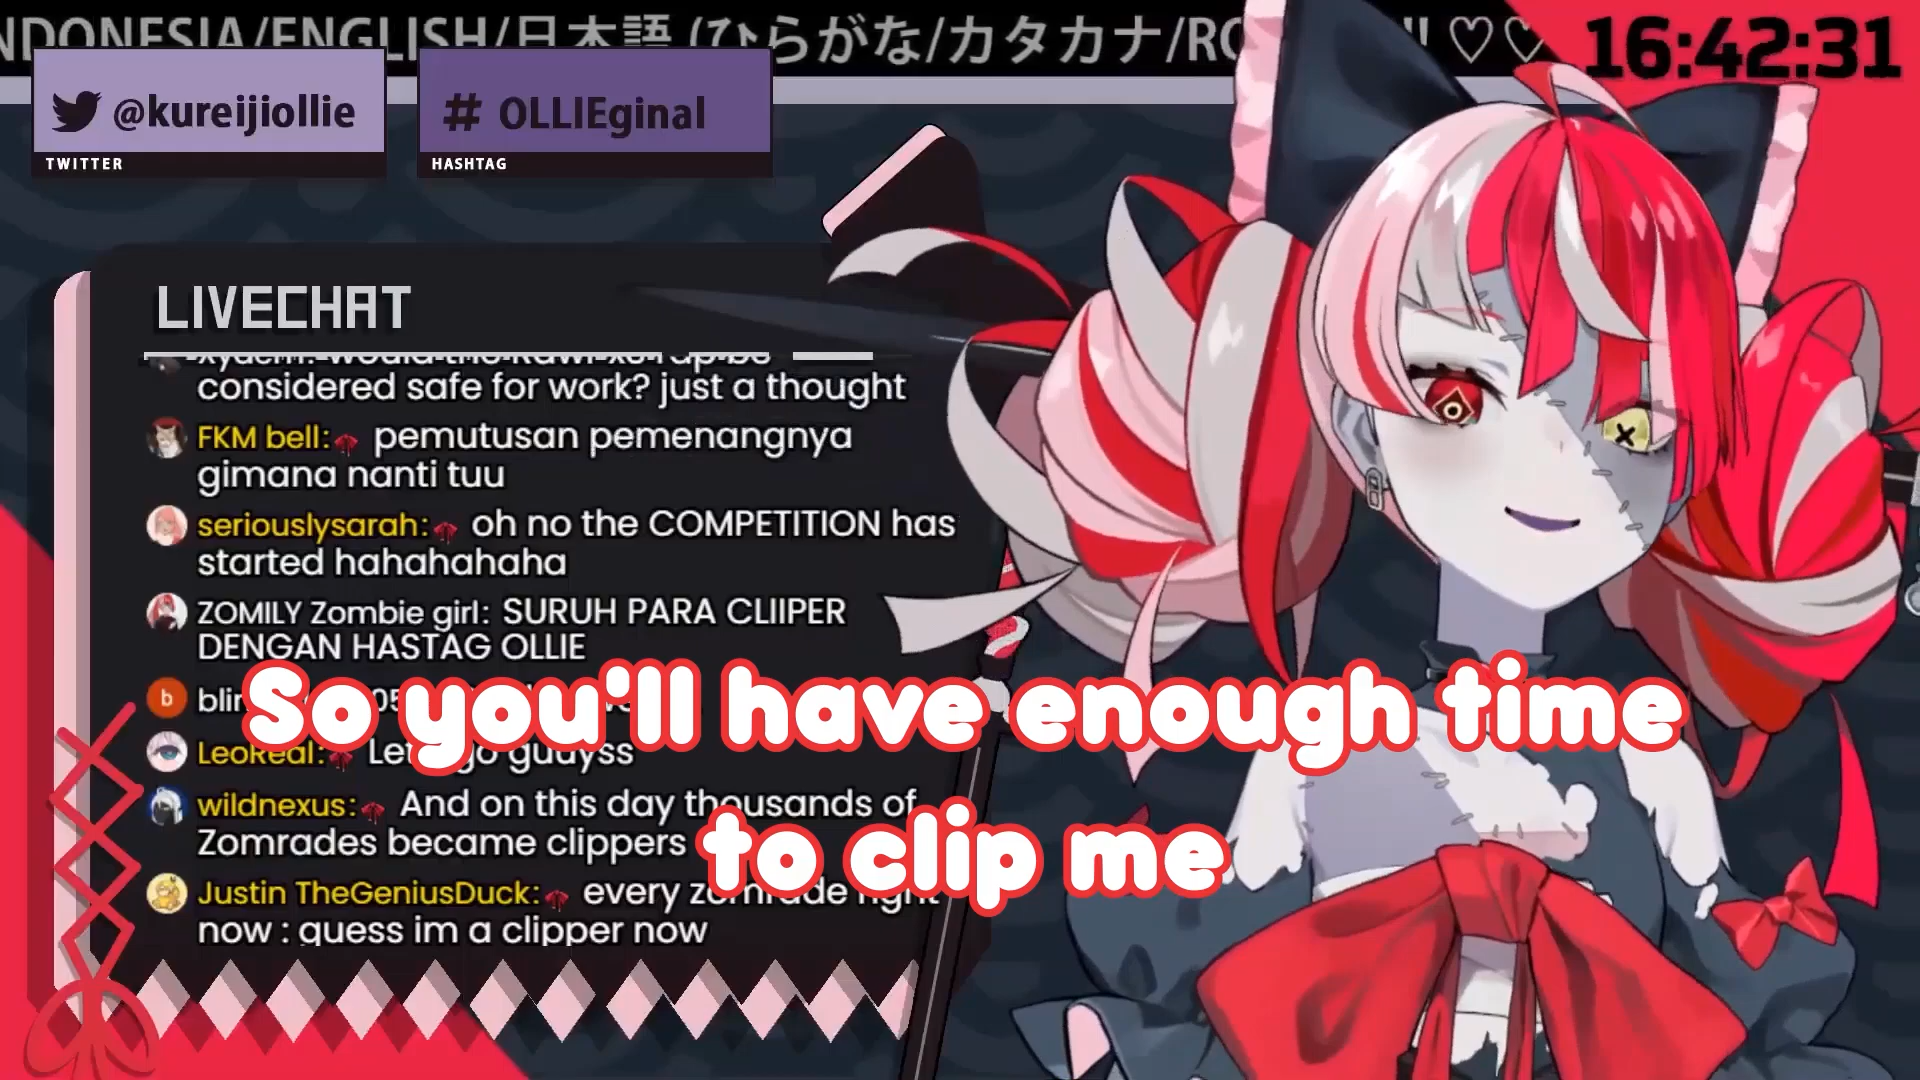 NDONESIA/ENGLISH/日本語 (ひらがな/カタカナ/RO !! ♡♡
16:42:31
@kureijiollie
TWITTER
# OLLIEginal
HASHTAG
LIVECHAT
considered safe for work? just a thought
FKM bell: pemutusan pemenangnya
gimana nanti tuu
seriouslysarah: oh no the COMPETITION has
started hahahahaha
ZOMILY Zombie girl: SURUH PARA CLIIPER
DENGAN HASTAG OLLIE
LeoReal: go guuyss
wildnexus: And on this day thousands of
Zomrades became clippers
Justin TheGeniusDuck: every zomrade right
now : guess im a clipper now
So you'll have enough time
to clip me